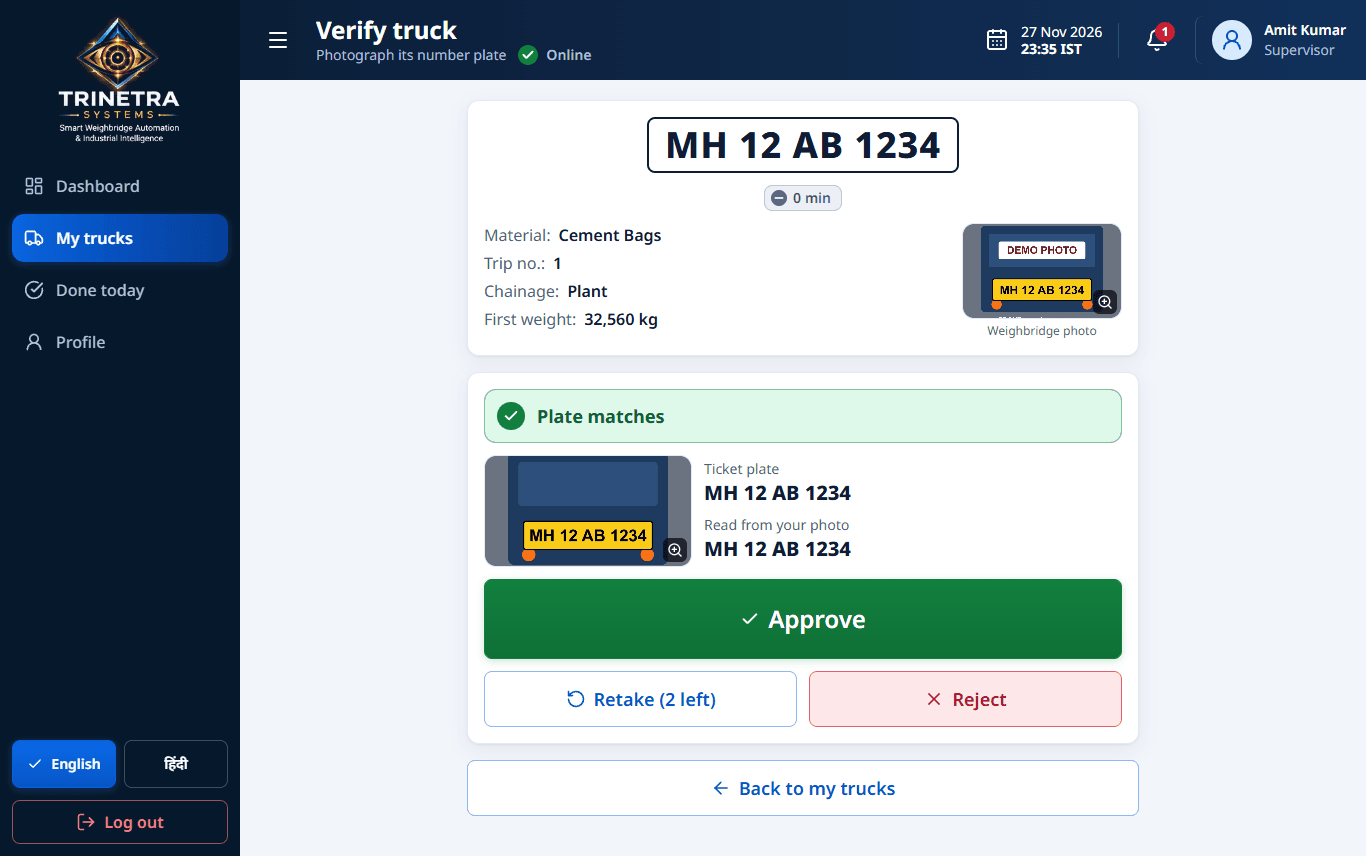 TRINETRA
SYSTEMS
Smart Weighbridge Automation
& Industrial Intelligence
Dashboard
My trucks
Done today
Profile
English
हिंदी
Log out
Verify truck
Photograph its number plate
Online
27 Nov 2026
23:35 IST
1
Amit Kumar
Supervisor
MH 12 AB 1234
0 min
Material: Cement Bags
Trip no.: 1
Chainage: Plant
First weight: 32,560 kg
DEMO PHOTO
MH 12 AB 1234
Weighbridge photo
Plate matches
MH 12 AB 1234
Ticket plate
MH 12 AB 1234
Read from your photo
MH 12 AB 1234
Approve
Retake (2 left)
Reject
Back to my trucks